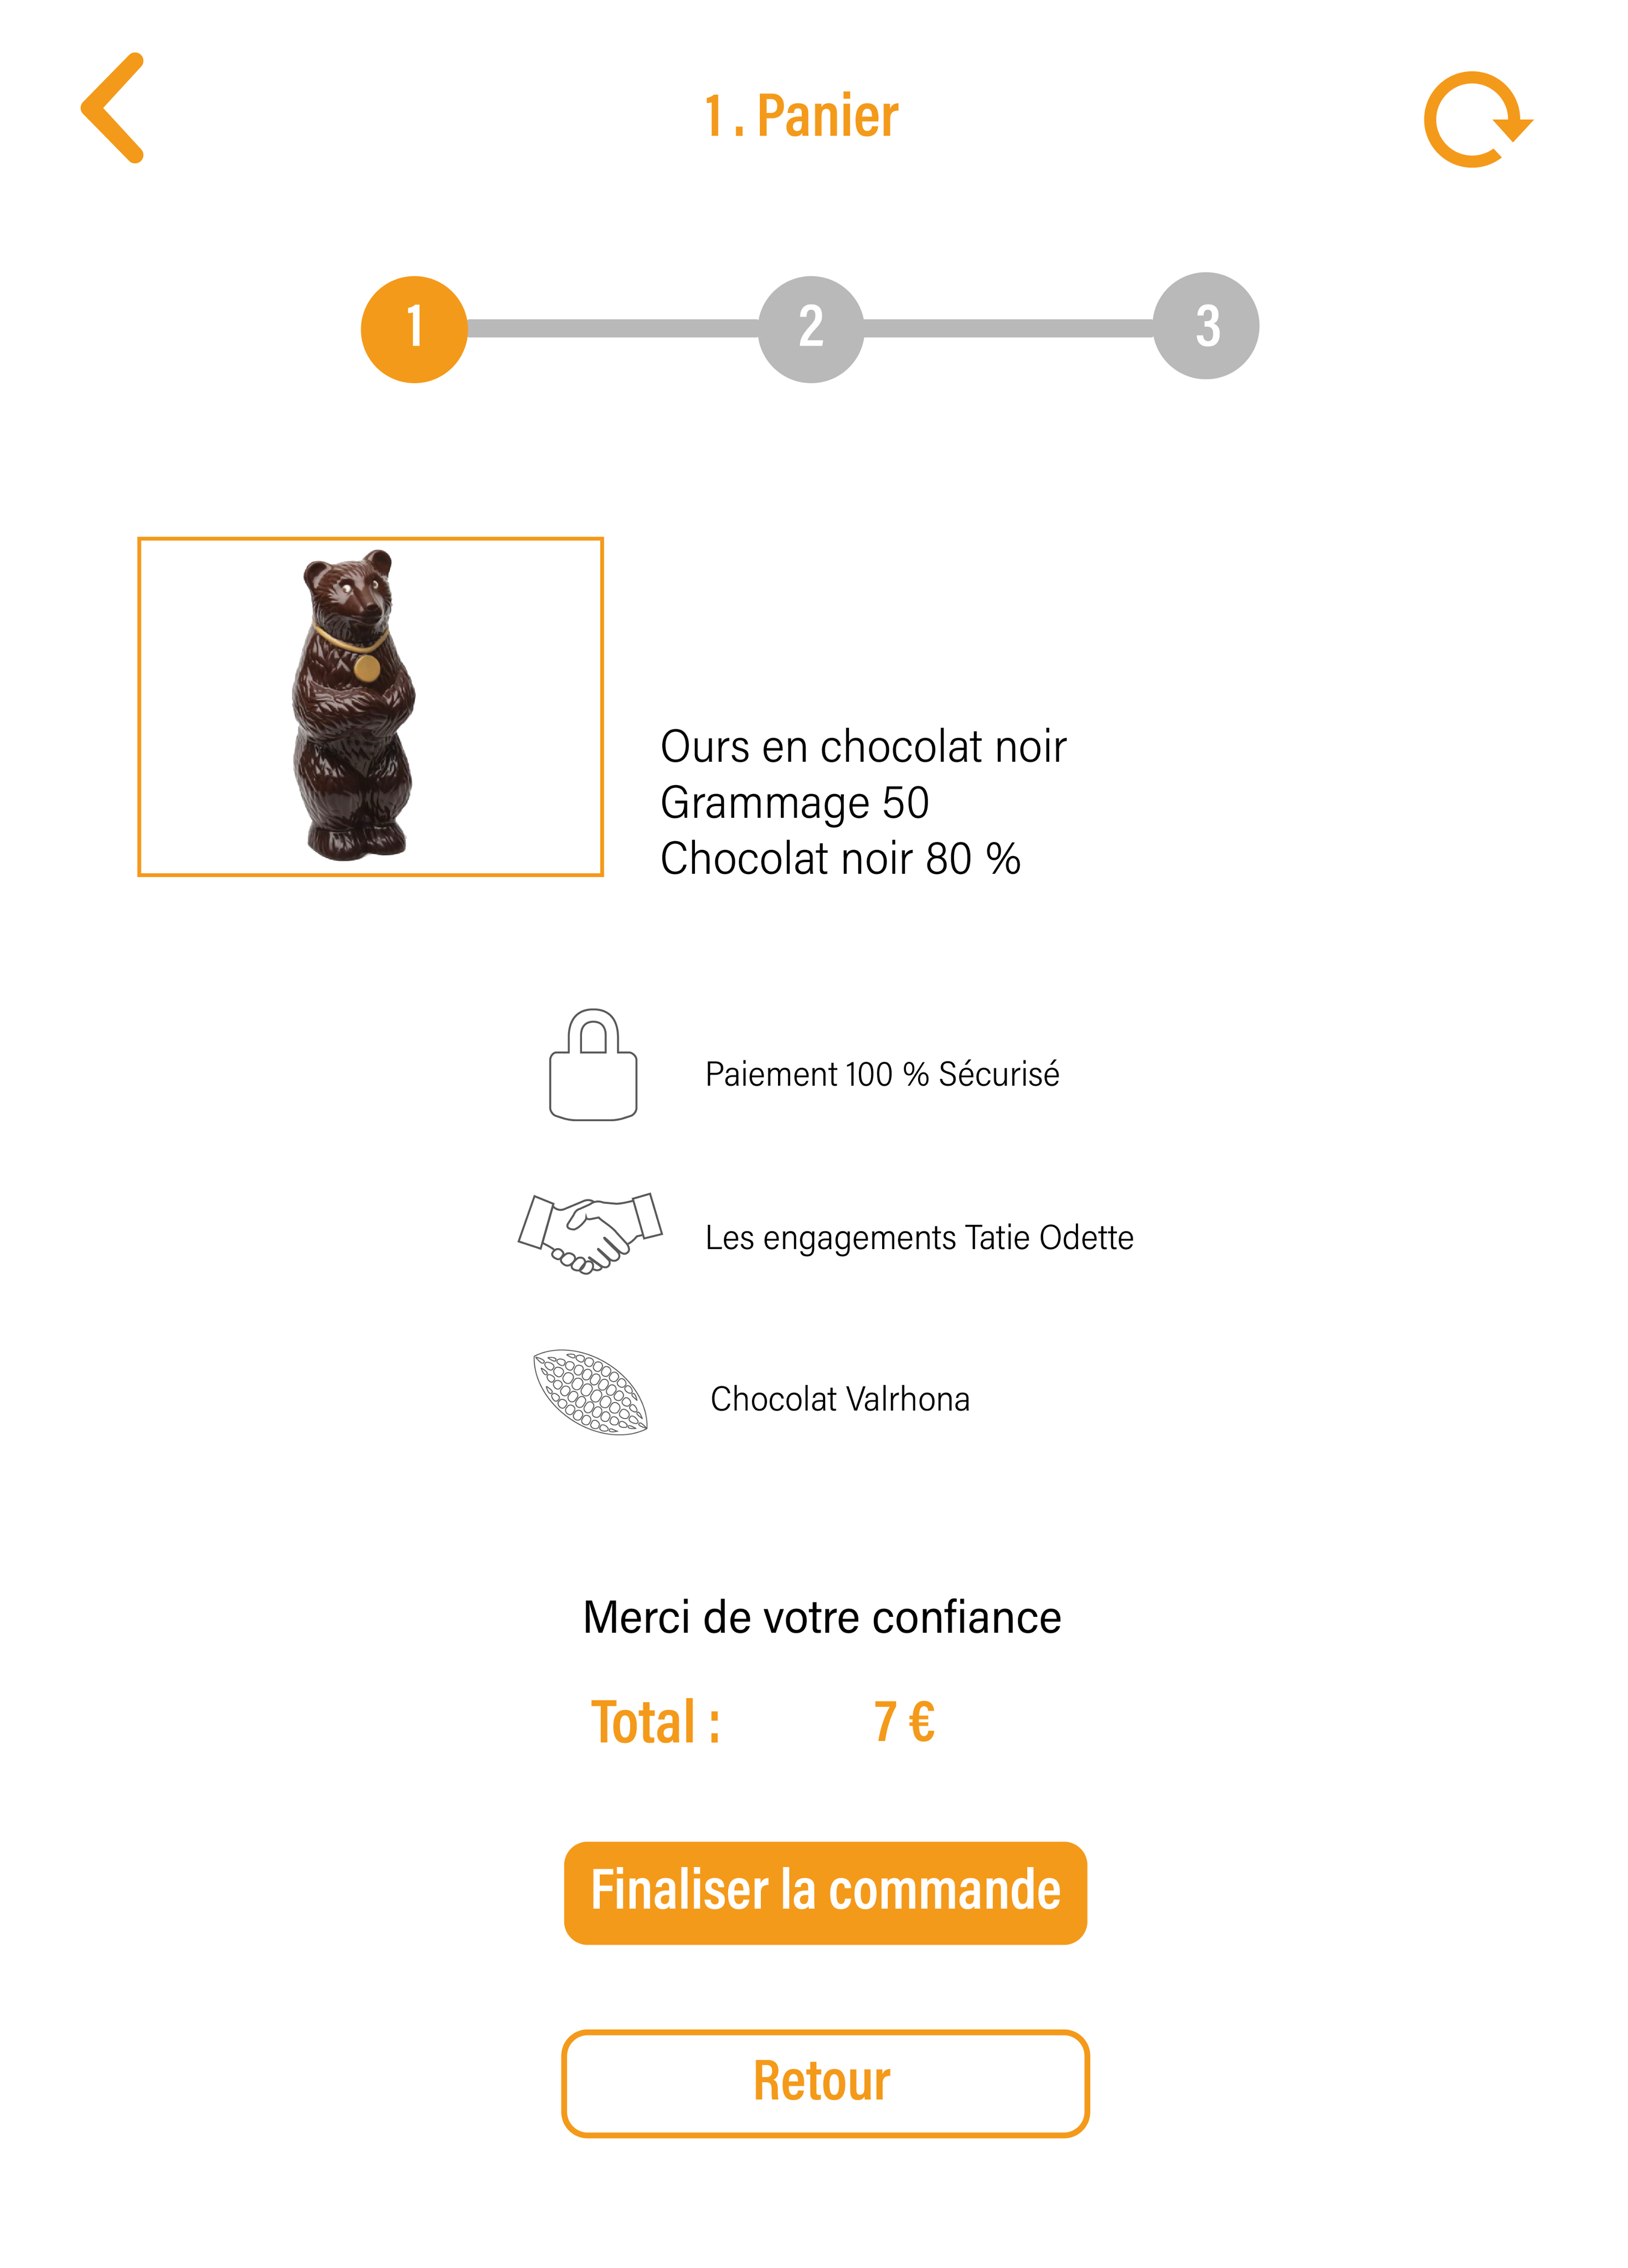 1 . Panier
1
2
3
Ours en chocolat noir
Grammage 50
Chocolat noir 80 %
Paiement 100 % Sécurisé
Les engagements Tatie Odette
Chocolat Valrhona
Merci de votre confiance
Total : 7 €
Finaliser la commande
Retour